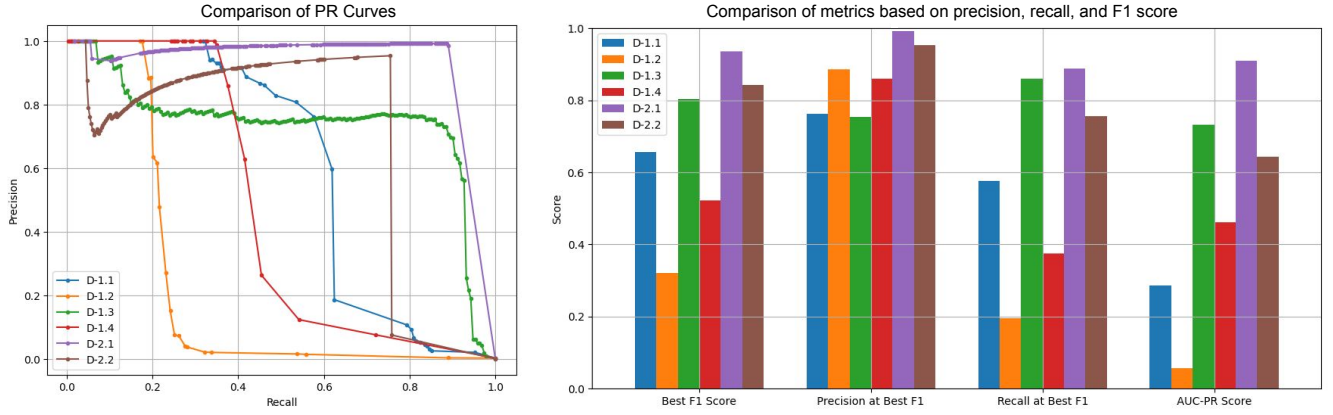 Comparison of PR Curves
1.0
0.8
0.6
0.4
0.2
0.0
Precision
D-1.1
D-1.2
D-1.3
D-1.4
D-2.1
D-2.2
0.0 0.2 0.4 0.6 0.8 1.0
Recall
Comparison of metrics based on precision, recall, and F1 score
1.0
0.8
0.6
0.4
0.2
0.0
Score
D-1.1
D-1.2
D-1.3
D-1.4
D-2.1
D-2.2
Best F1 Score Precision at Best F1 Recall at Best F1 AUC-PR Score